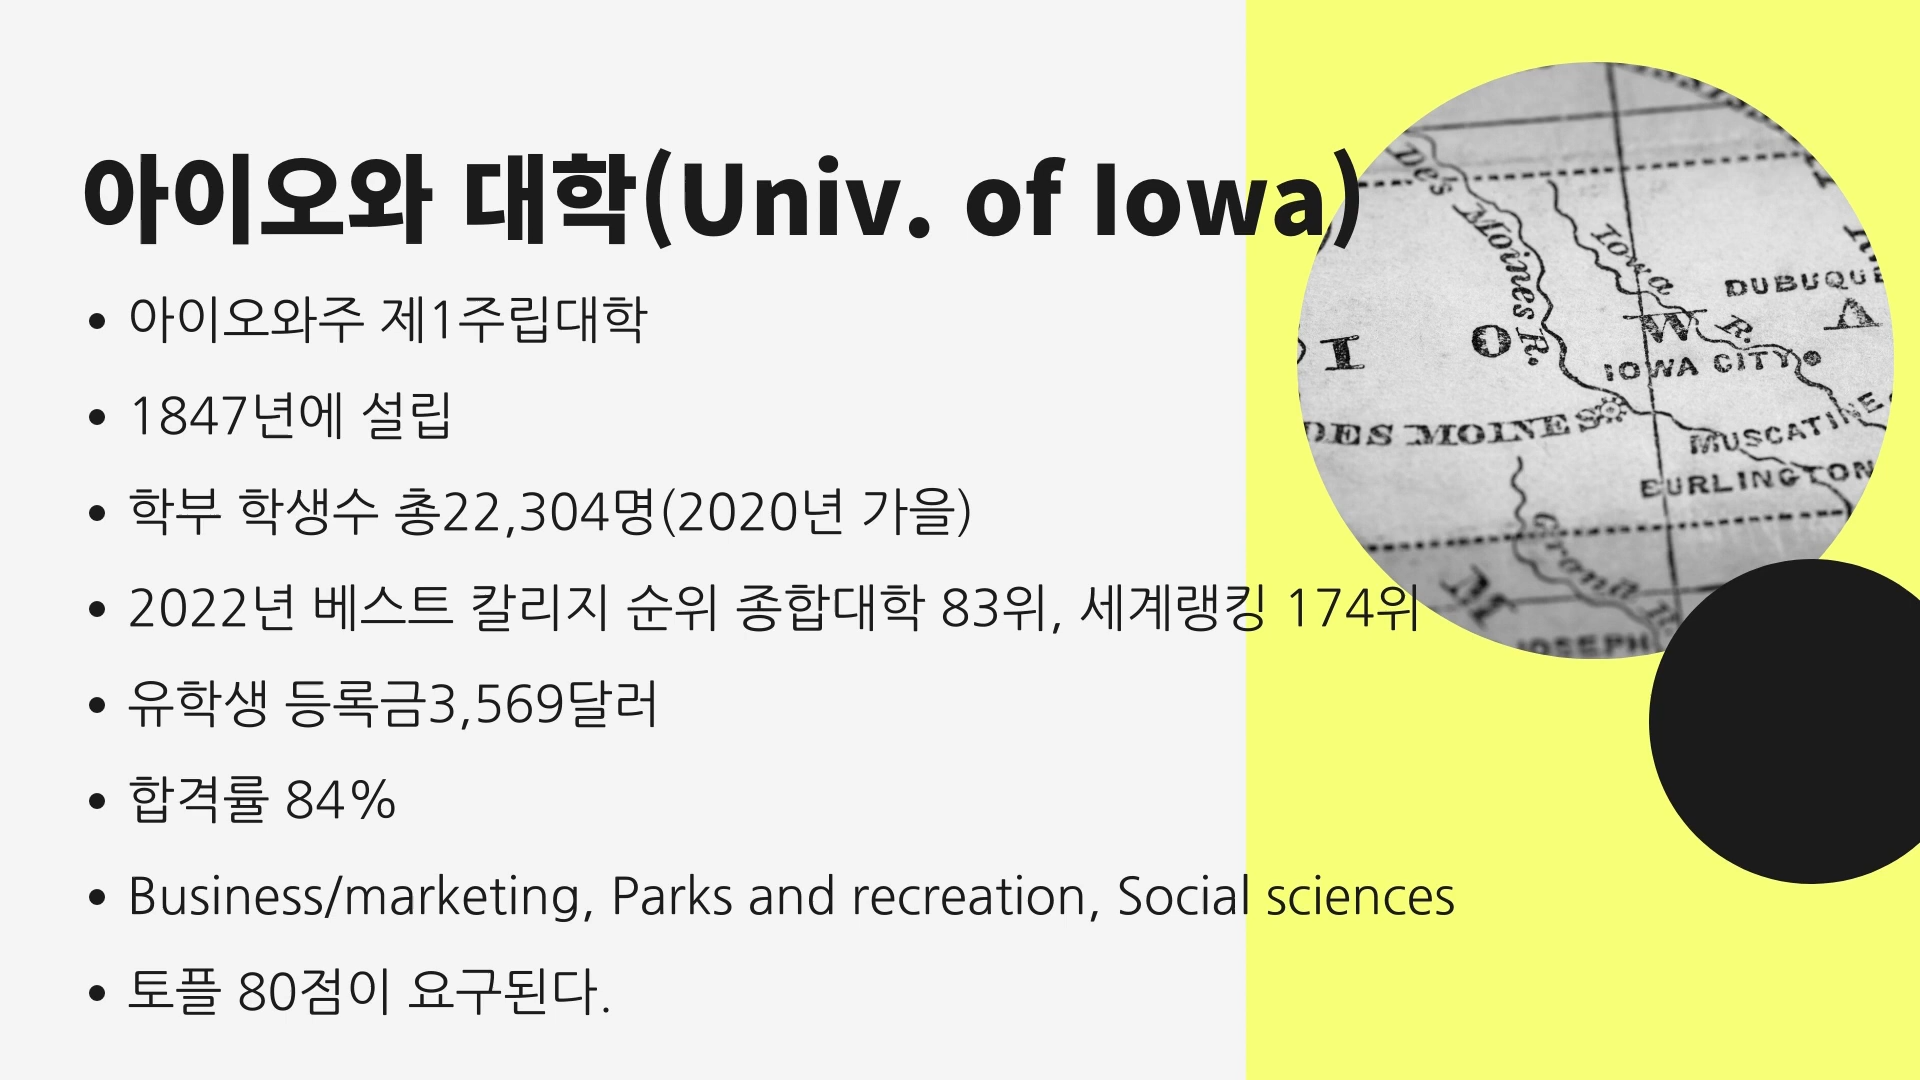 아이오와 대학(Univ. of Iowa)
• 아이오와주 제1주립대학
• 1847년에 설립
• 학부 학생수 총22,304명(2020년 가을)
• 2022년 베스트 칼리지 순위 종합대학 83위, 세계랭킹 174위
• 유학생 등록금3,569달러
• 합격률 84%
• Business/marketing, Parks and recreation, Social sciences
• 토플 80점이 요구된다.
Des Moines R.
Iowa R.
DUBUQUE
I O W A
IOWA CITY
DES MOINES
MUSCATINE
BURLINGTON
Grand R.
M
JOSEPH